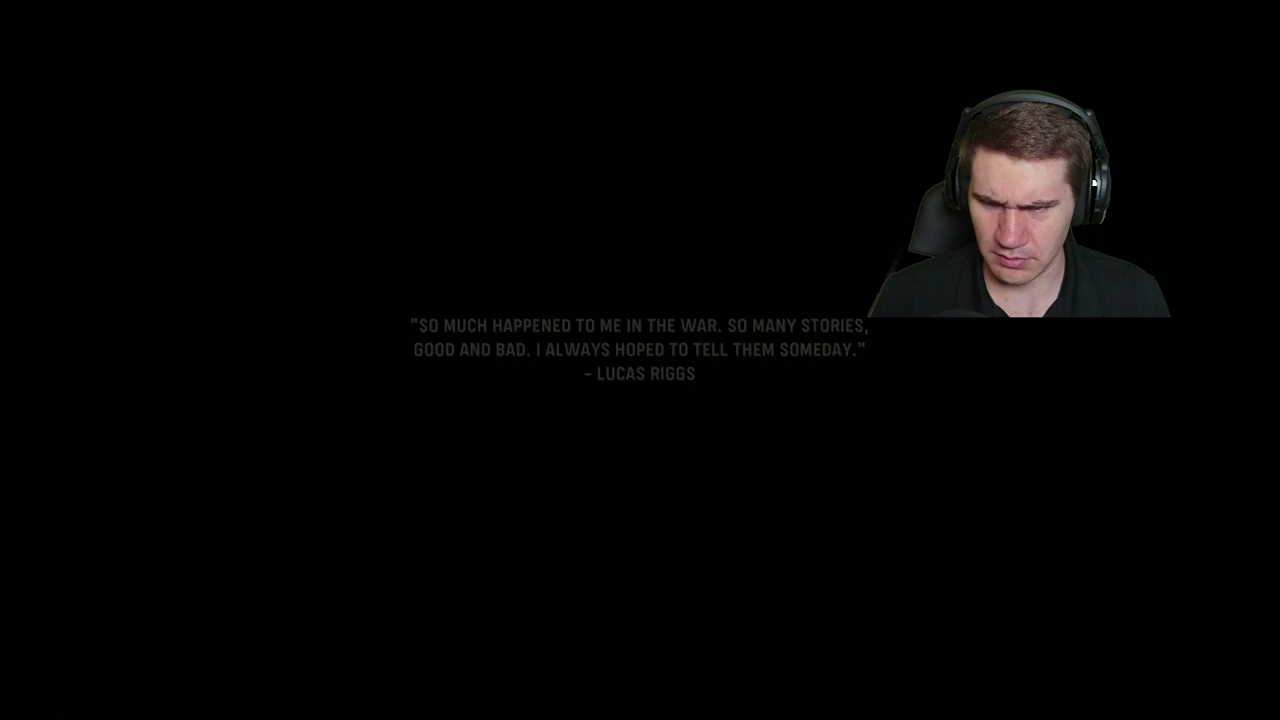 "SO MUCH HAPPENED TO ME IN THE WAR. SO MANY STORIES,
GOOD AND BAD. I ALWAYS HOPED TO TELL THEM SOMEDAY."
– LUCAS RIGGS